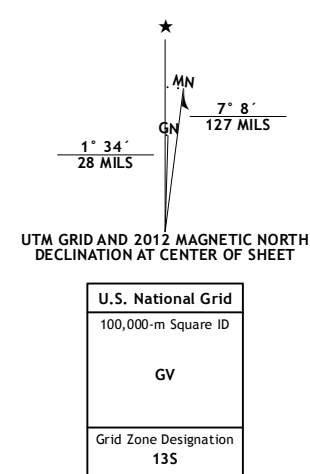 ★
MN
7° 8´
127 MILS
GN
1° 34´
28 MILS
UTM GRID AND 2012 MAGNETIC NORTH
DECLINATION AT CENTER OF SHEET
U.S. National Grid
100,000-m Square ID
GV
Grid Zone Designation
13S